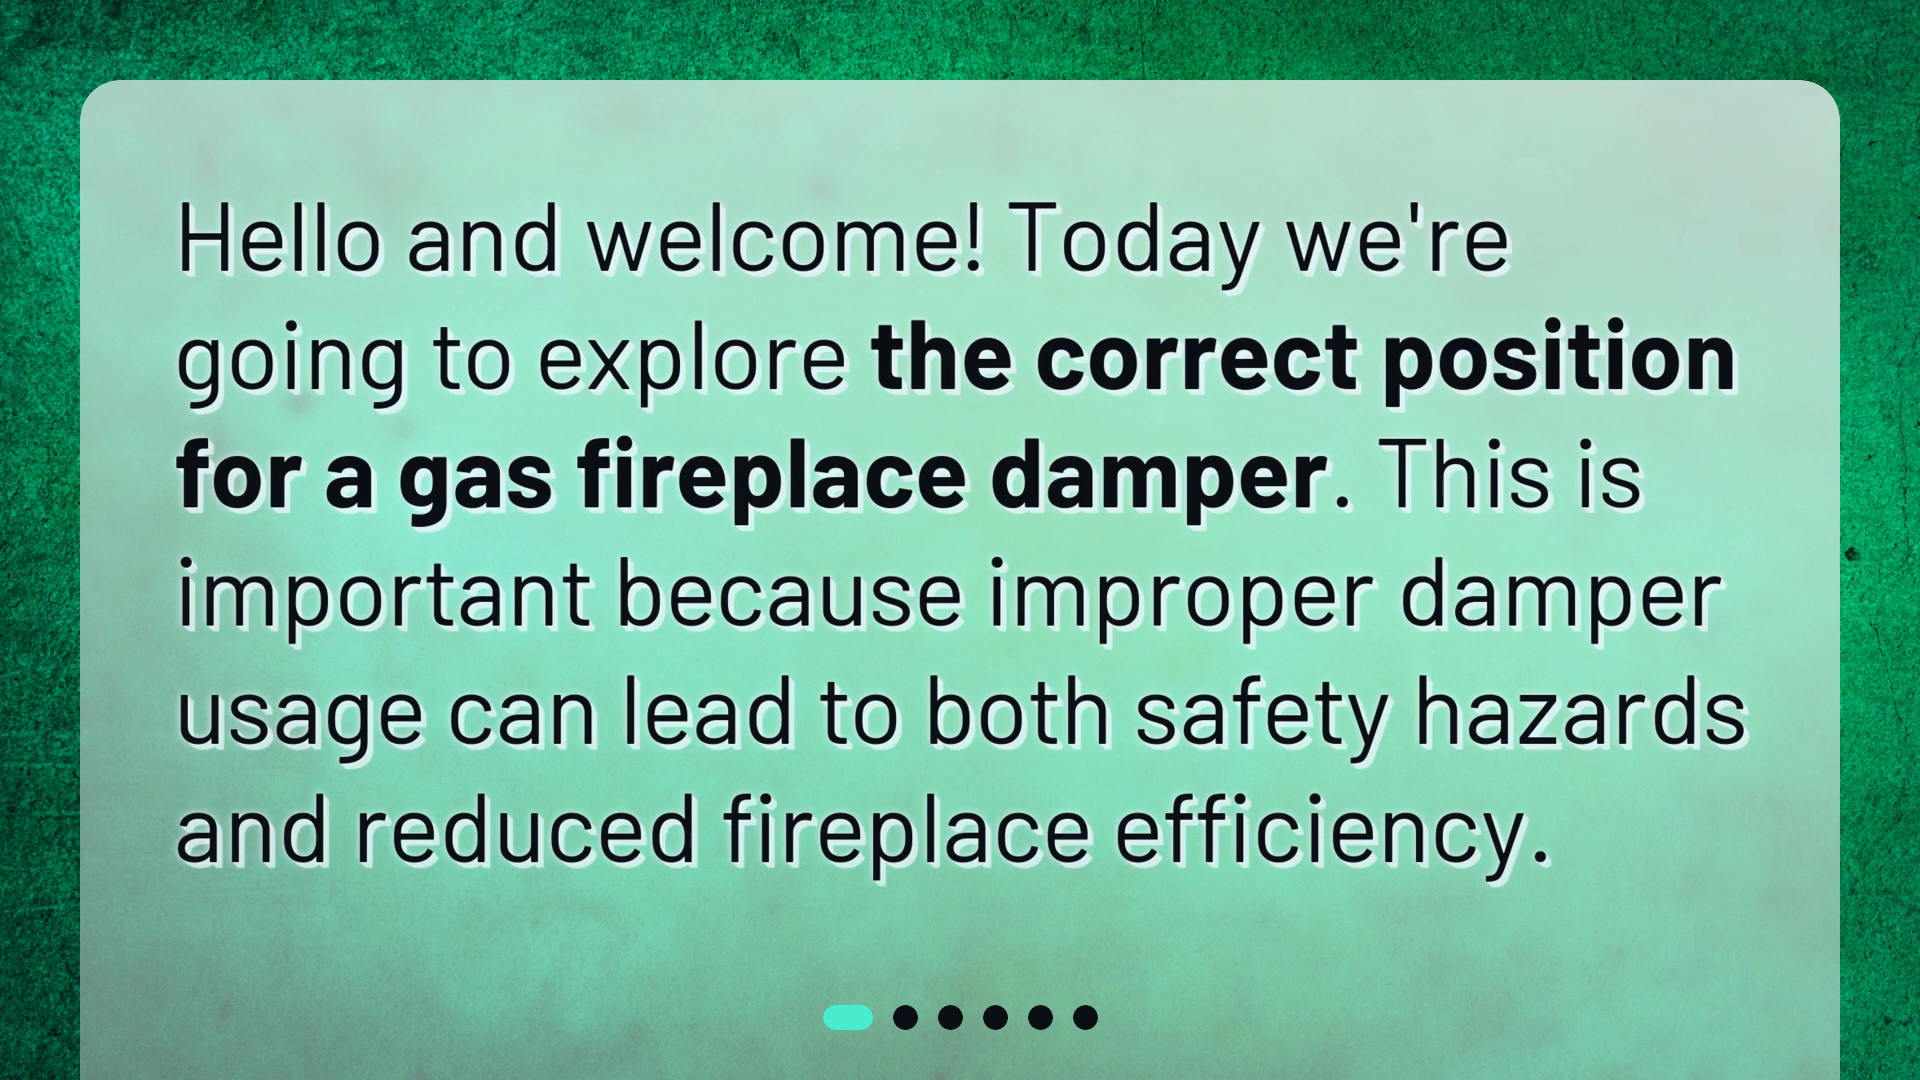 Hello and welcome! Today we're
going to explore the correct position
for a gas fireplace damper. This is
important because improper damper
usage can lead to both safety hazards
and reduced fireplace efficiency.